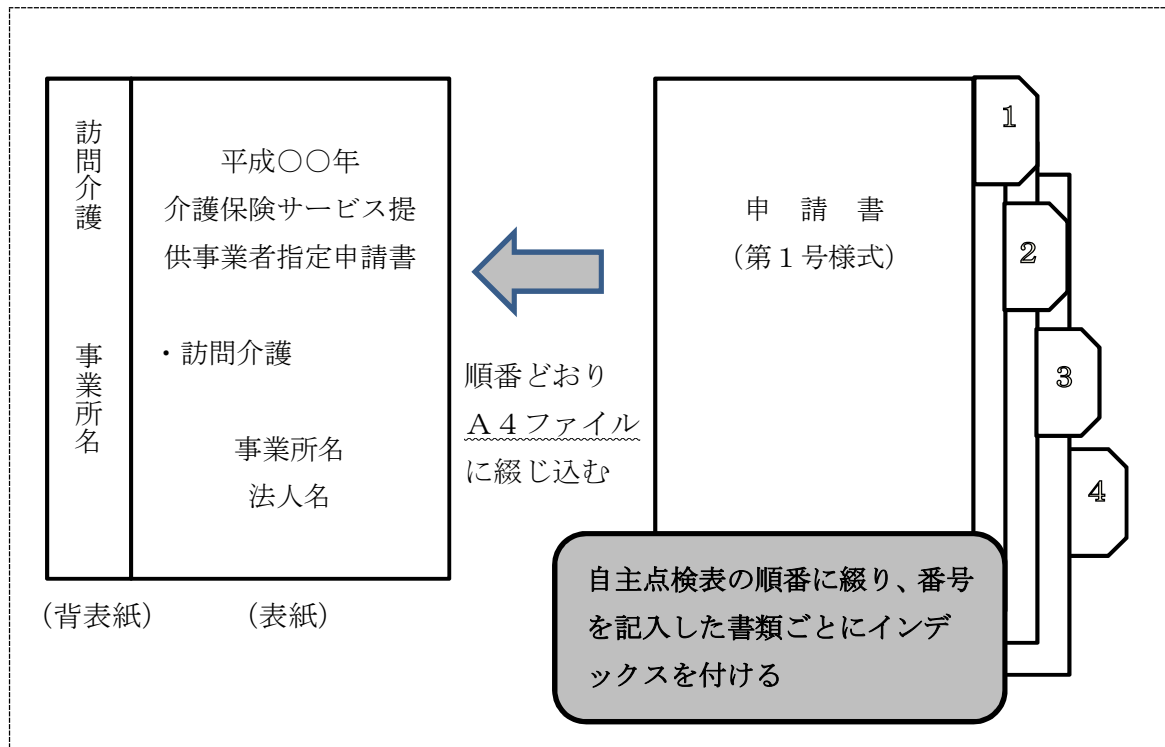 訪問介護
事業所名
平成○○年
介護保険サービス提
供事業者指定申請書
・訪問介護
事業所名
法人名
(背表紙)
(表紙)
順番どおり
A4ファイル
に綴じ込む
申　請　書
(第1号様式)
1
2
3
4
自主点検表の順番に綴り、番号
を記入した書類ごとにインデ
ックスを付ける